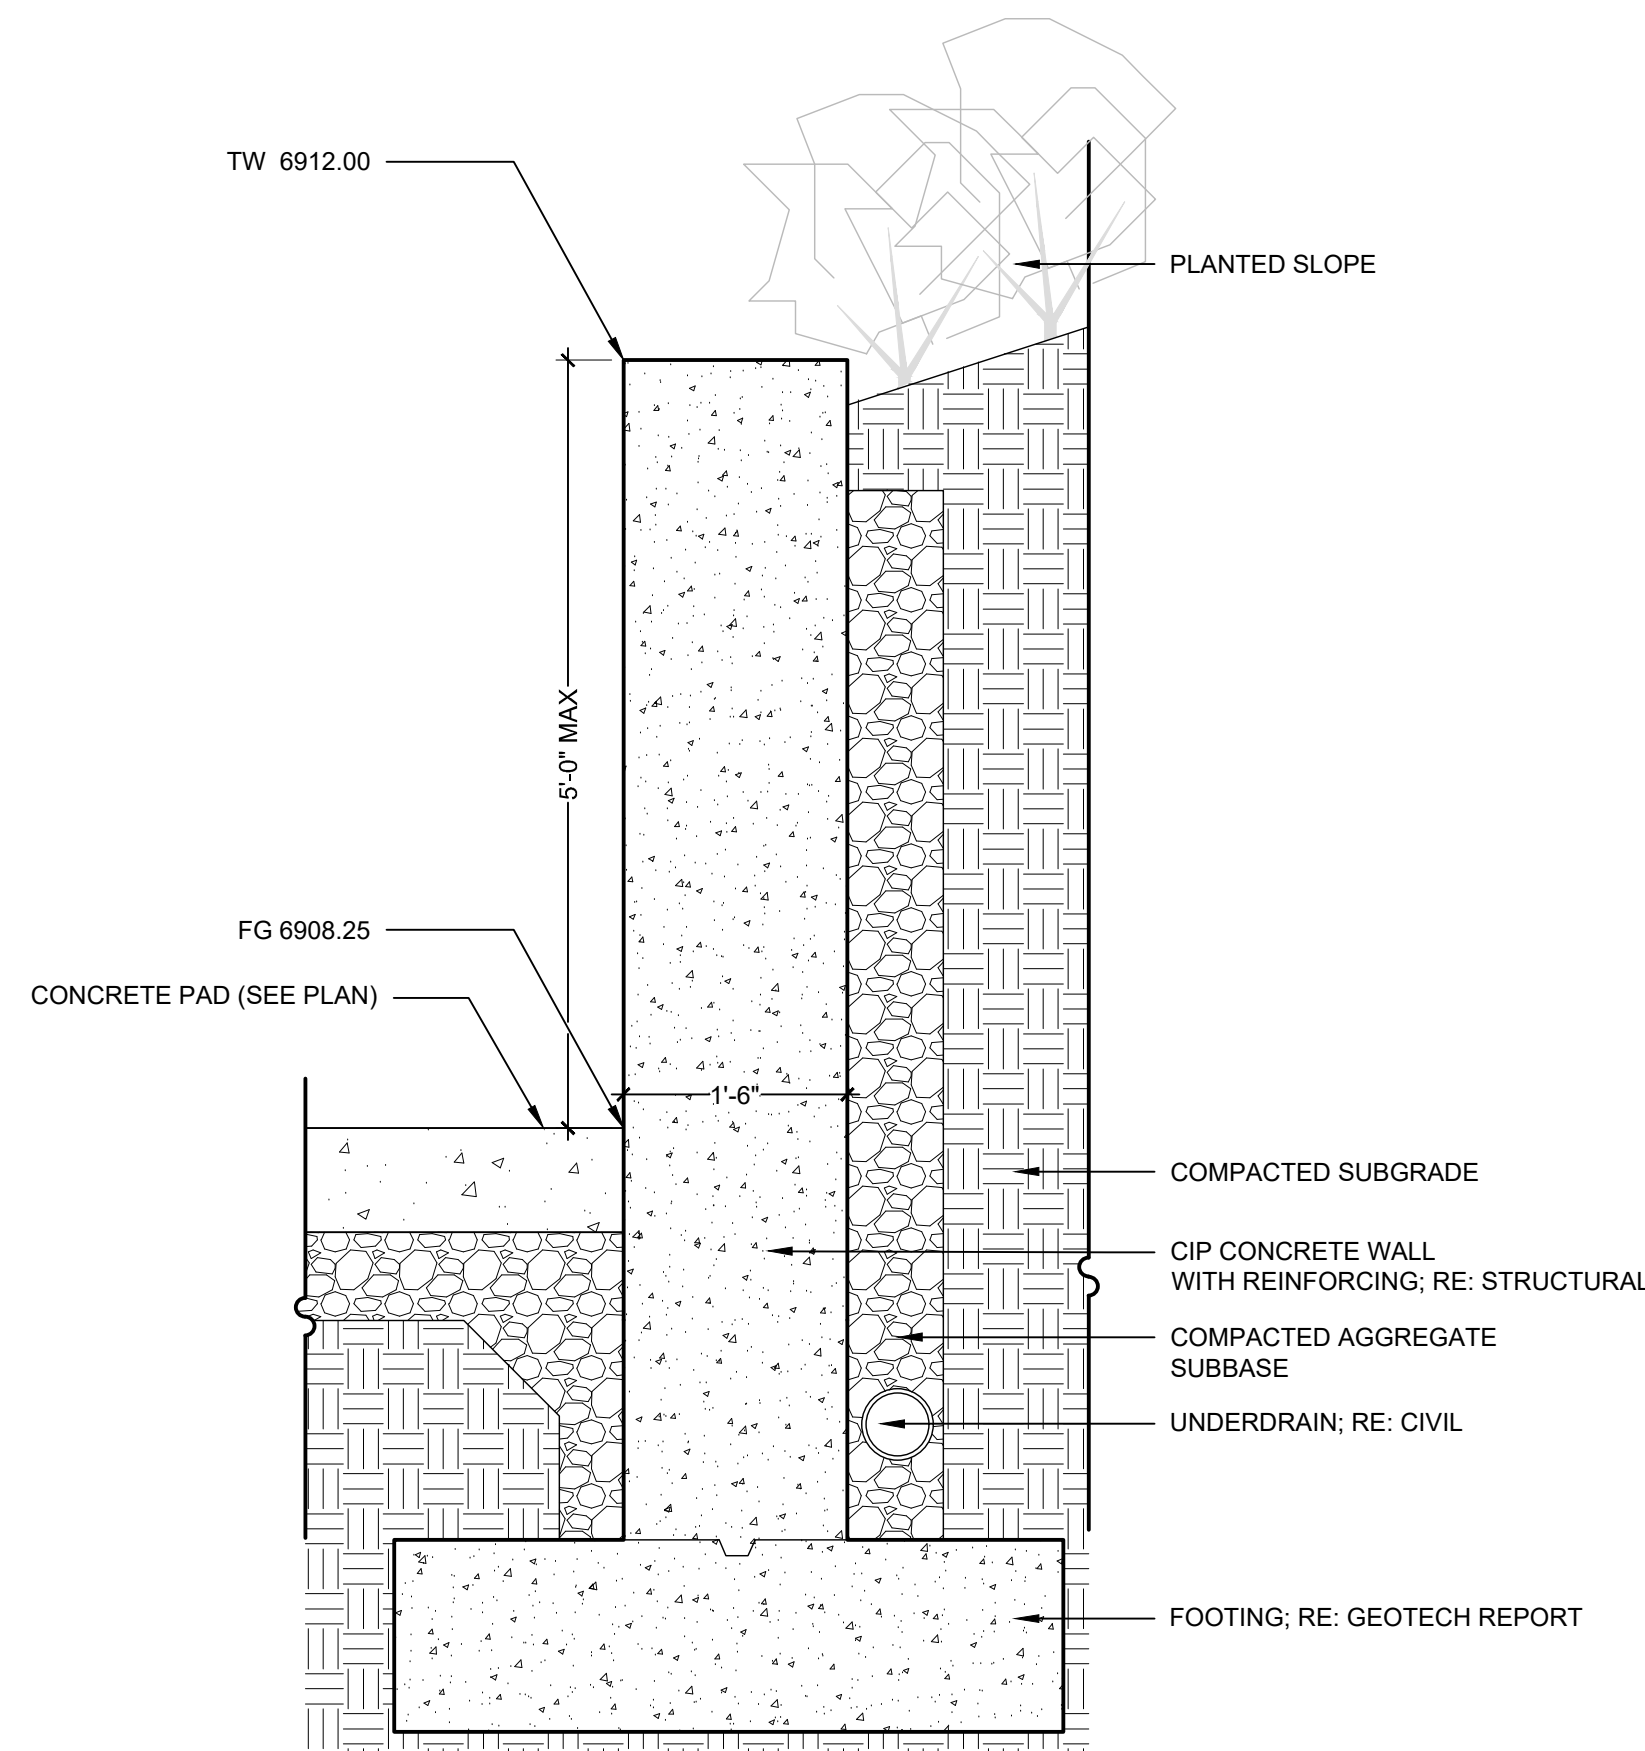 TW 6912.00
PLANTED SLOPE
5'-0" MAX
FG 6908.25
CONCRETE PAD (SEE PLAN)
1'-6"
COMPACTED SUBGRADE
CIP CONCRETE WALL
WITH REINFORCING; RE: STRUCTURAL
COMPACTED AGGREGATE
SUBBASE
UNDERDRAIN; RE: CIVIL
FOOTING; RE: GEOTECH REPORT